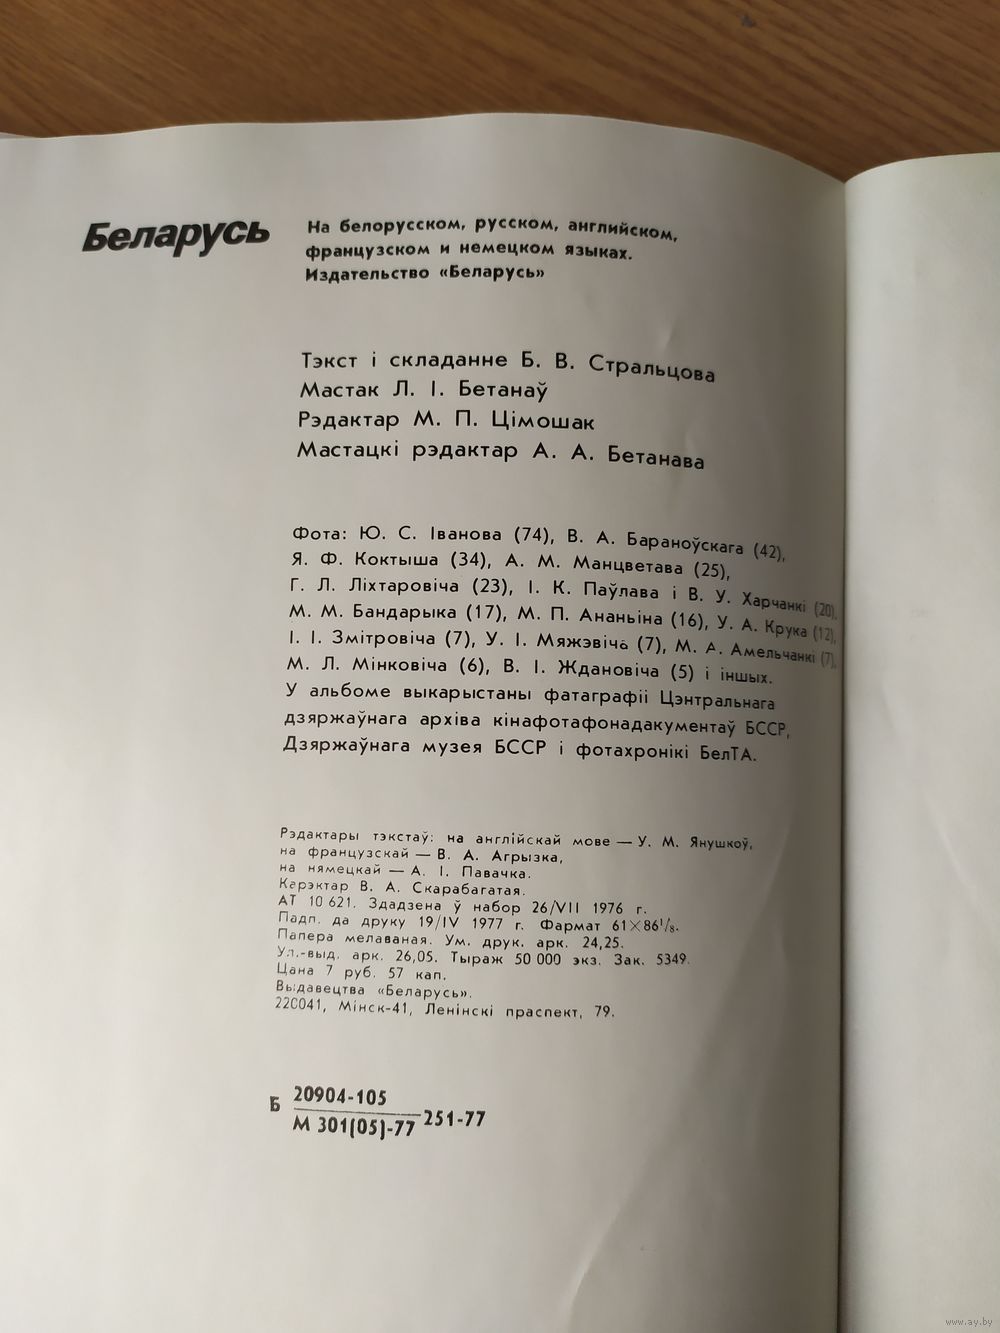 Беларусь
На белорусском, русском, английском,
французском и немецком языках.
Издательство «Беларусь»
Тэкст і складанне Б. В. Стральцова
Мастак Л. І. Бетанаў
Рэдактар М. П. Цімошак
Мастацкі рэдактар А. А. Бетанава
Фота: Ю. С. Іванова (74), В. А. Бараноўскага (42),
Я. Ф. Коктыша (34), А. М. Манцветава (25),
Г. Л. Ліхтаровіча (23), І. К. Паўлава і В. У. Харчанкі (20),
М. М. Бандарыка (17), М. П. Ананьіна (16), У. А. Крука (12),
І. І. Змітровіча (7), У. І. Мяжэвіча (7), М. А. Амельчанкі (7),
М. Л. Мінковіча (6), В. І. Ждановіча (5) і іншых.
У альбоме выкарыстаны фатаграфіі Цэнтральнага
дзяржаўнага архіва кінафотафонадакументаў БССР,
Дзяржаўнага музея БССР і фотахронікі БелТА.
Рэдактары тэкстаў: на англійскай мове — У. М. Янушкоў,
на французскай — В. А. Агрызка,
на нямецкай — А. І. Павачка.
Карэктар В. А. Скарабагатая.
АТ 10 621. Здадзена ў набор 26/VII 1976 г.
Падп. да друку 19/IV 1977 г. Фармат 61×86¹/₈.
Папера мелаваная. Ум. друк. арк. 24,25.
Ул.-выд. арк. 26,05. Тыраж 50 000 экз. Зак. 5349.
Цана 7 руб. 57 кап.
Выдавецтва «Беларусь».
220041, Мінск-41, Ленінскі праспект, 79.
20904-105
Б 251-77
М 301(05)-77
www.ay.by